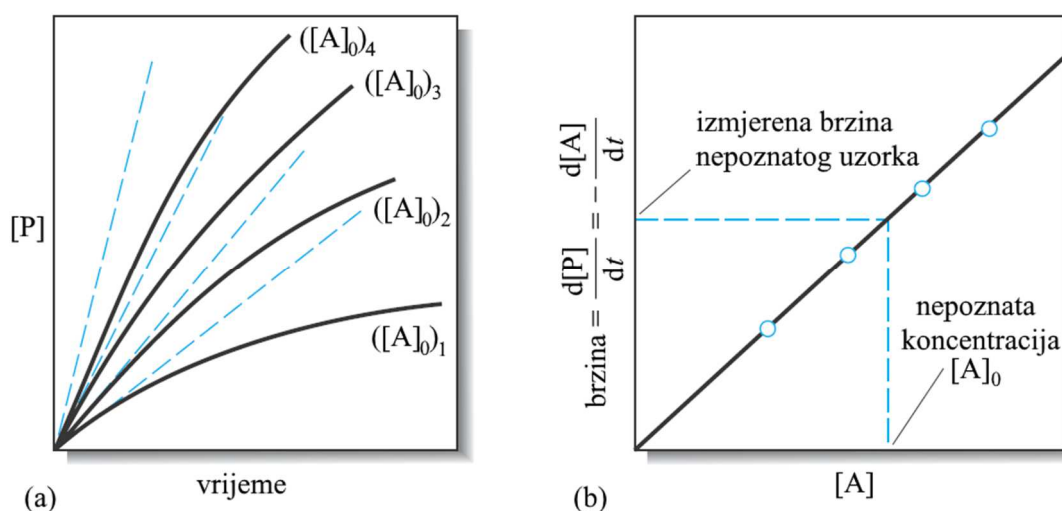 ([A]₀)₄
([A]₀)₃
([A]₀)₂
([A]₀)₁
[P]
vrijeme
(a)
brzina = d[P]/dt = − d[A]/dt
izmjerena brzina
nepoznatog uzorka
nepoznata
koncentracija
[A]₀
[A]
(b)